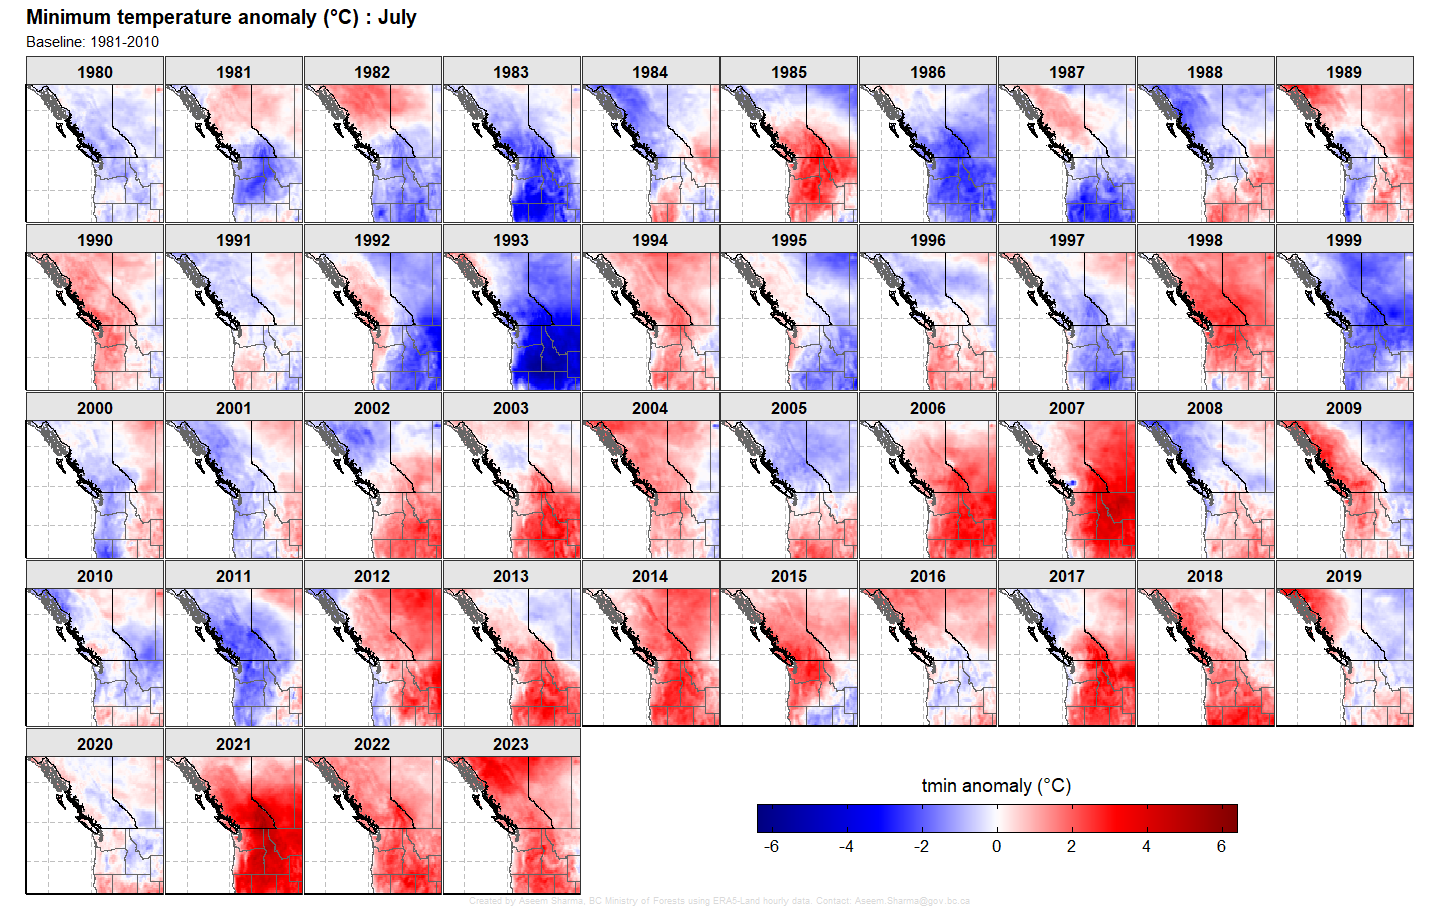 Minimum temperature anomaly (°C) : July
Baseline: 1981-2010
1980 1981 1982 1983 1984 1985 1986 1987 1988 1989
1990 1991 1992 1993 1994 1995 1996 1997 1998 1999
2000 2001 2002 2003 2004 2005 2006 2007 2008 2009
2010 2011 2012 2013 2014 2015 2016 2017 2018 2019
2020 2021 2022 2023
tmin anomaly (°C)
-6 -4 -2 0 2 4 6
Created by Aseem Sharma, BC Ministry of Forests using ERA5-Land hourly data. Contact: Aseem.Sharma@gov.bc.ca